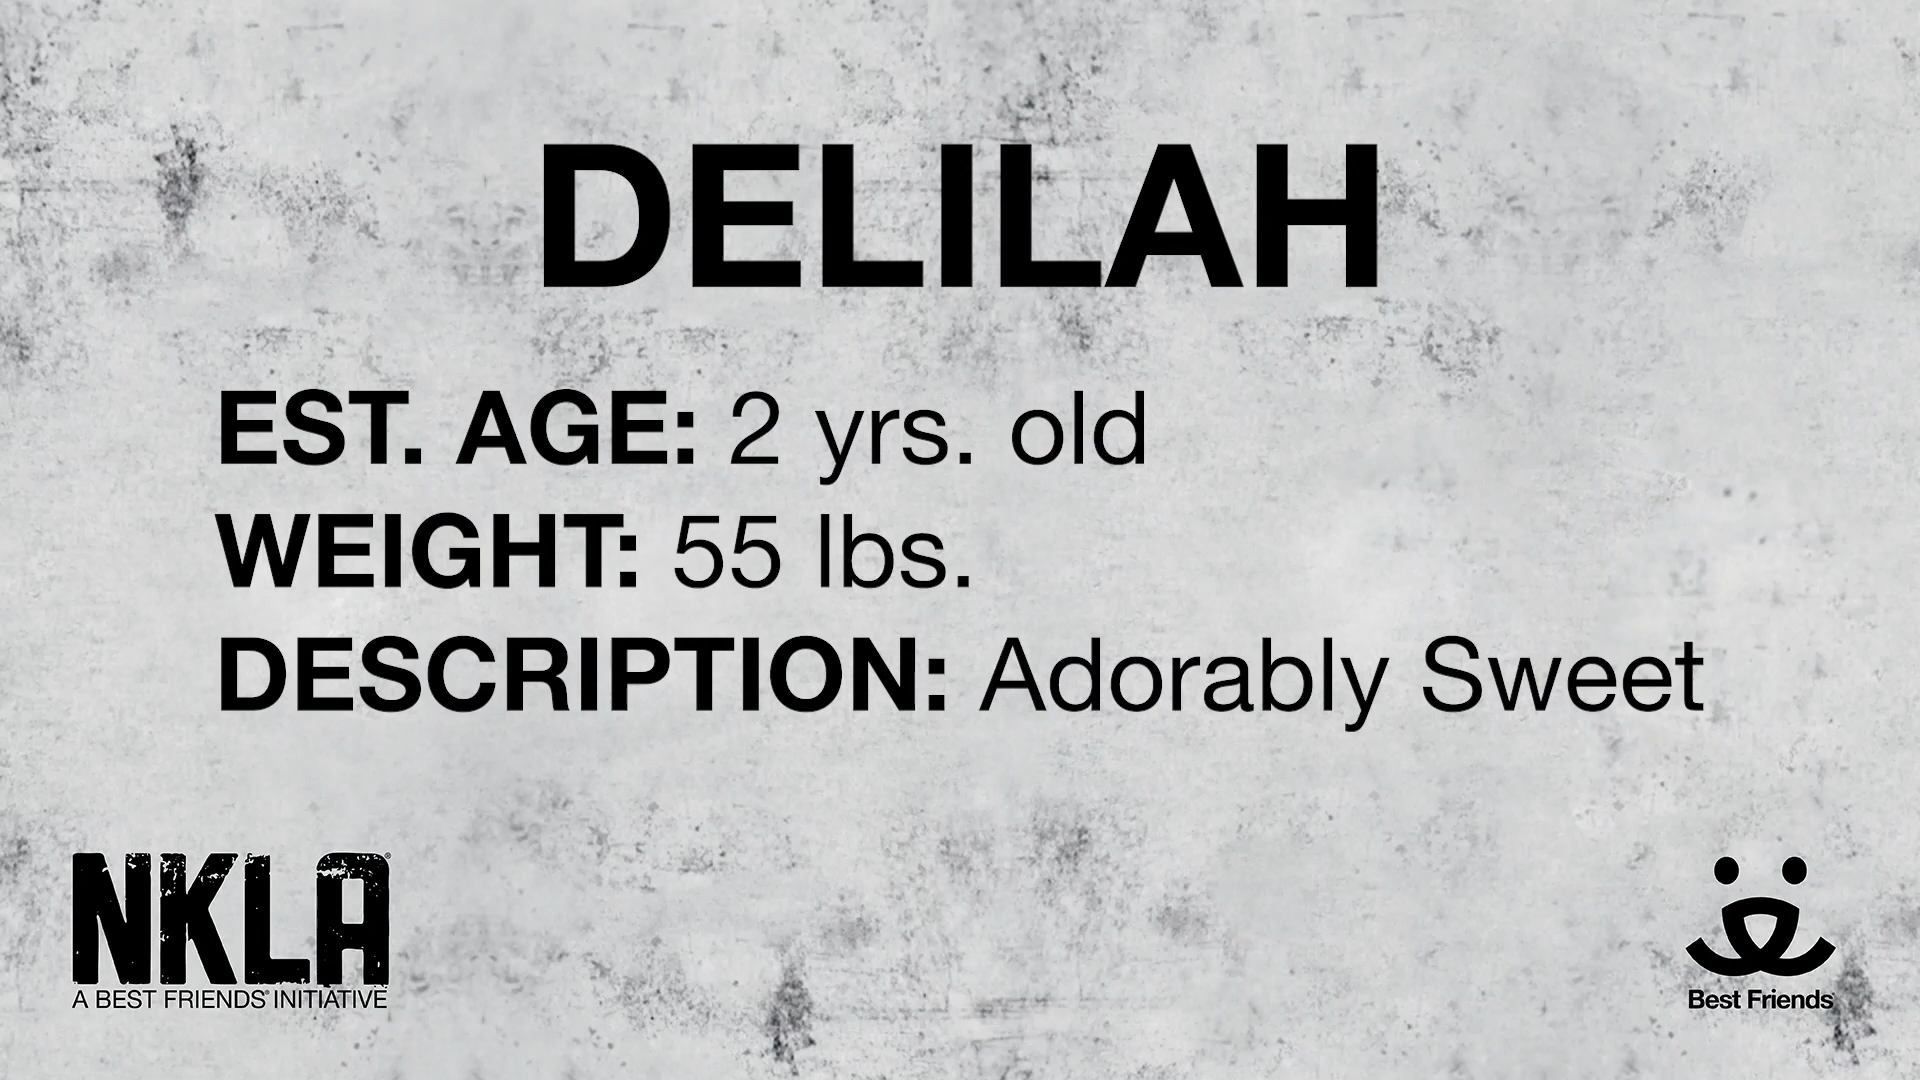 DELILAH
EST. AGE: 2 yrs. old
WEIGHT: 55 lbs.
DESCRIPTION: Adorably Sweet
NKLA®
A BEST FRIENDS® INITIATIVE
Best Friends